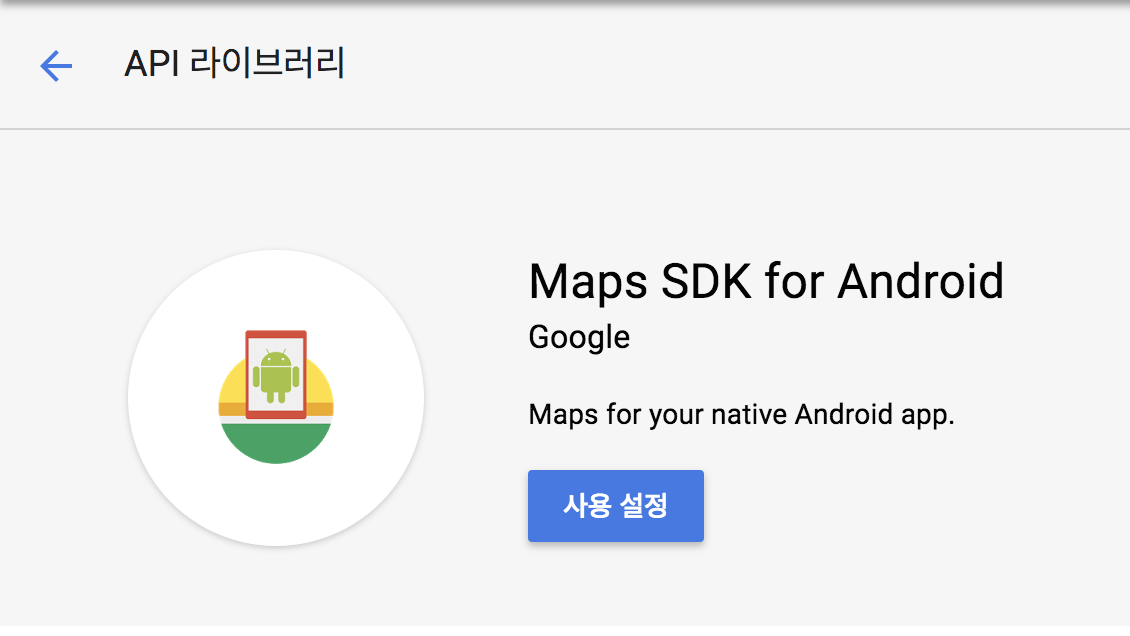 API 라이브러리
Maps SDK for Android
Google
Maps for your native Android app.
사용 설정